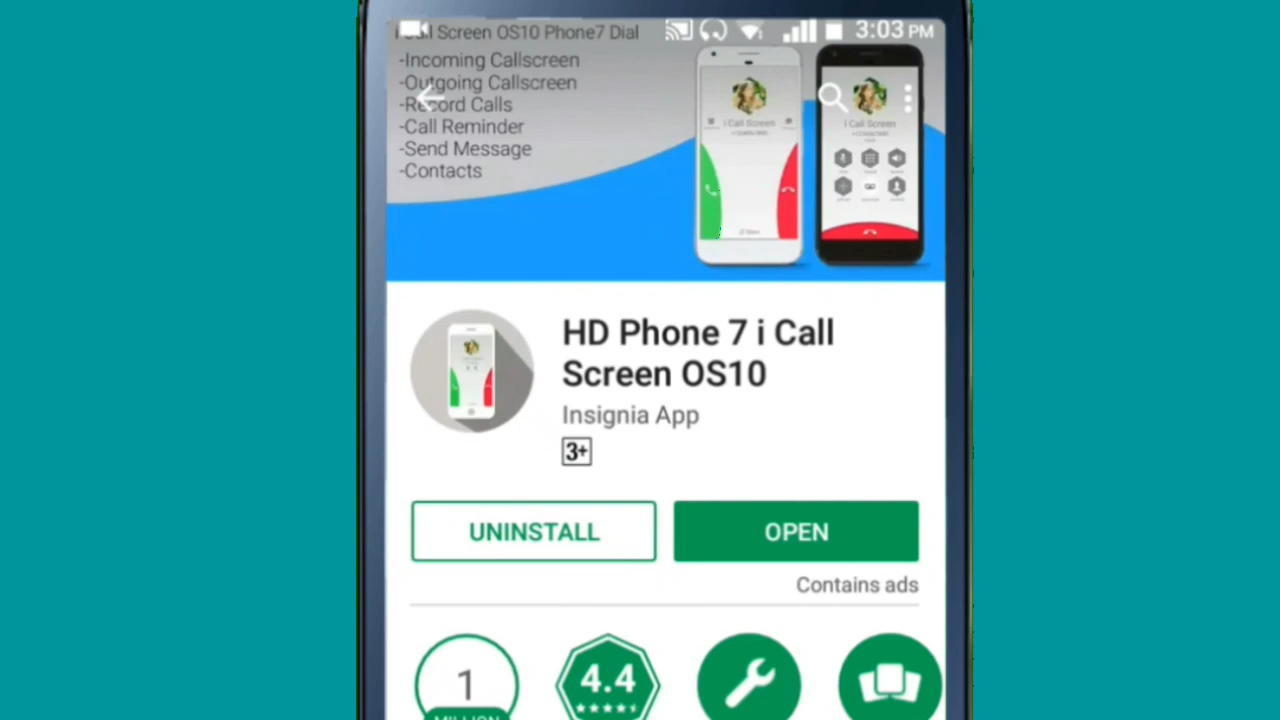 i Call Screen OS10 Phone7 Dial
3:03 PM
-Incoming Callscreen
-Outgoing Callscreen
-Record Calls
-Call Reminder
-Send Message
-Contacts
i Call Screen
i Call Screen
HD Phone 7 i Call
Screen OS10
Insignia App
3+
UNINSTALL
OPEN
Contains ads
1
MILLION
4.4